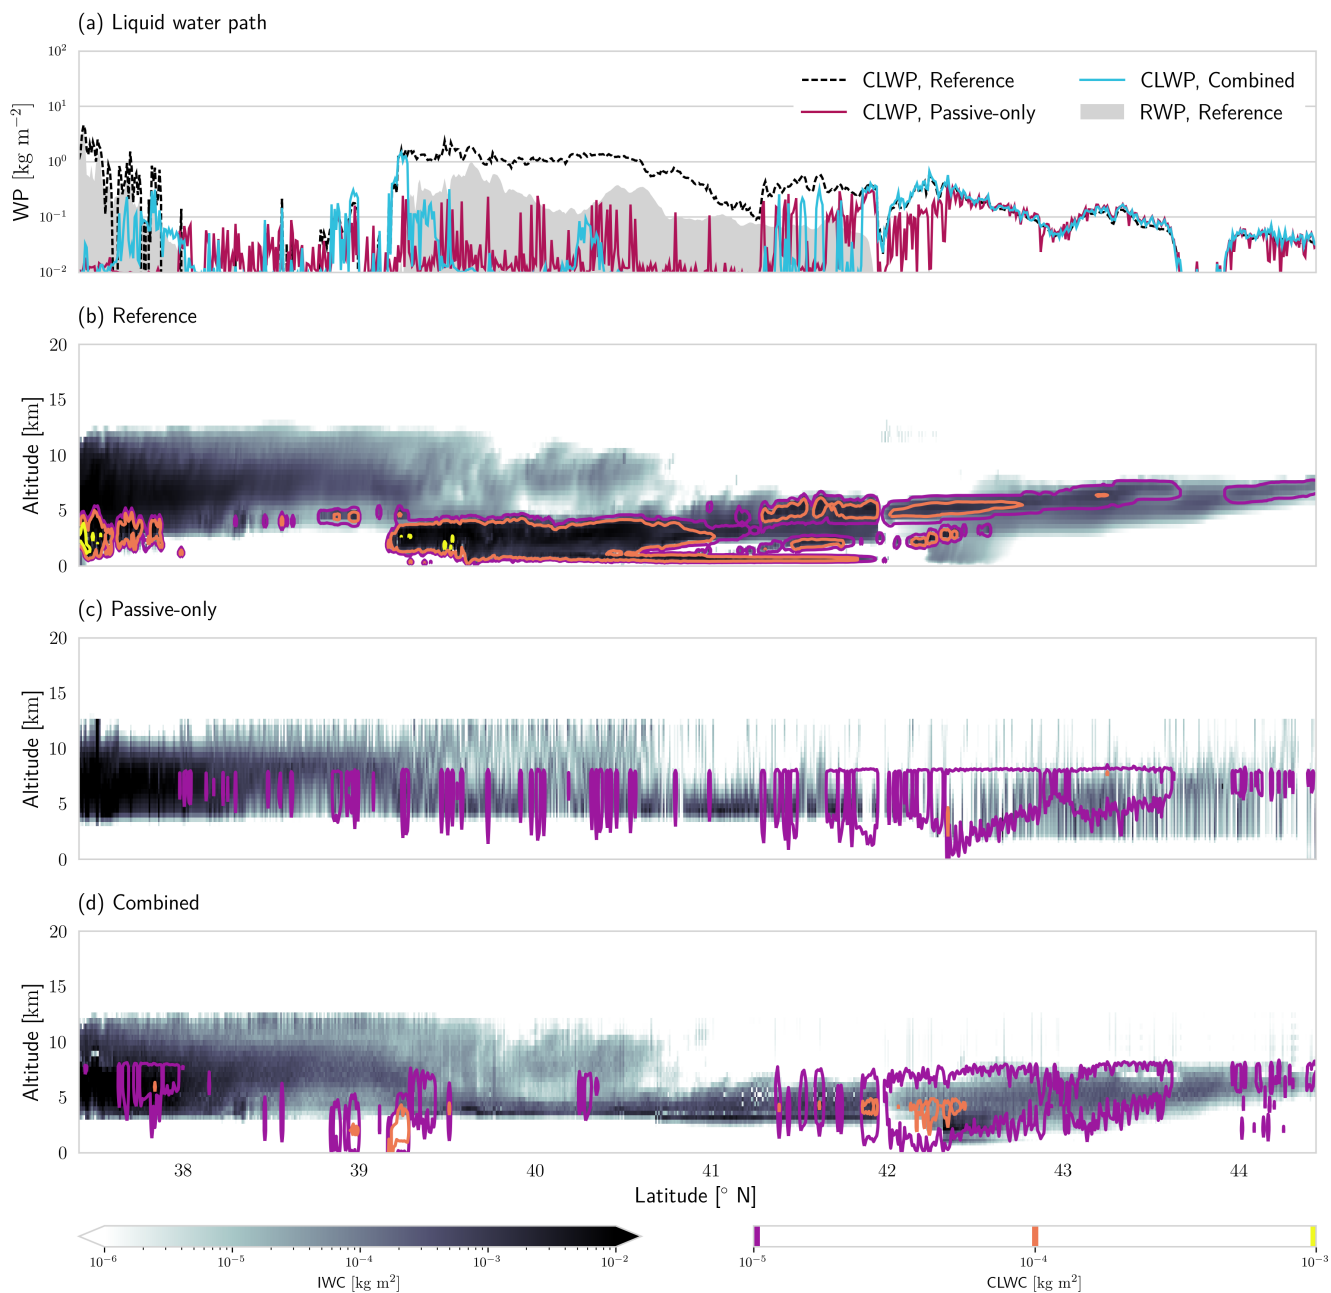 (a) Liquid water path
10²
10¹
10⁰
10⁻¹
10⁻²
WP [kg m⁻²]
CLWP, Reference
CLWP, Passive-only
CLWP, Combined
RWP, Reference
(b) Reference
20
15
10
5
0
Altitude [km]
(c) Passive-only
20
15
10
5
0
Altitude [km]
(d) Combined
20
15
10
5
0
Altitude [km]
38 39 40 41 42 43 44
Latitude [° N]
10⁻⁶ 10⁻⁵ 10⁻⁴ 10⁻³ 10⁻²
IWC [kg m²]
10⁻⁵ 10⁻⁴ 10⁻³
CLWC [kg m²]